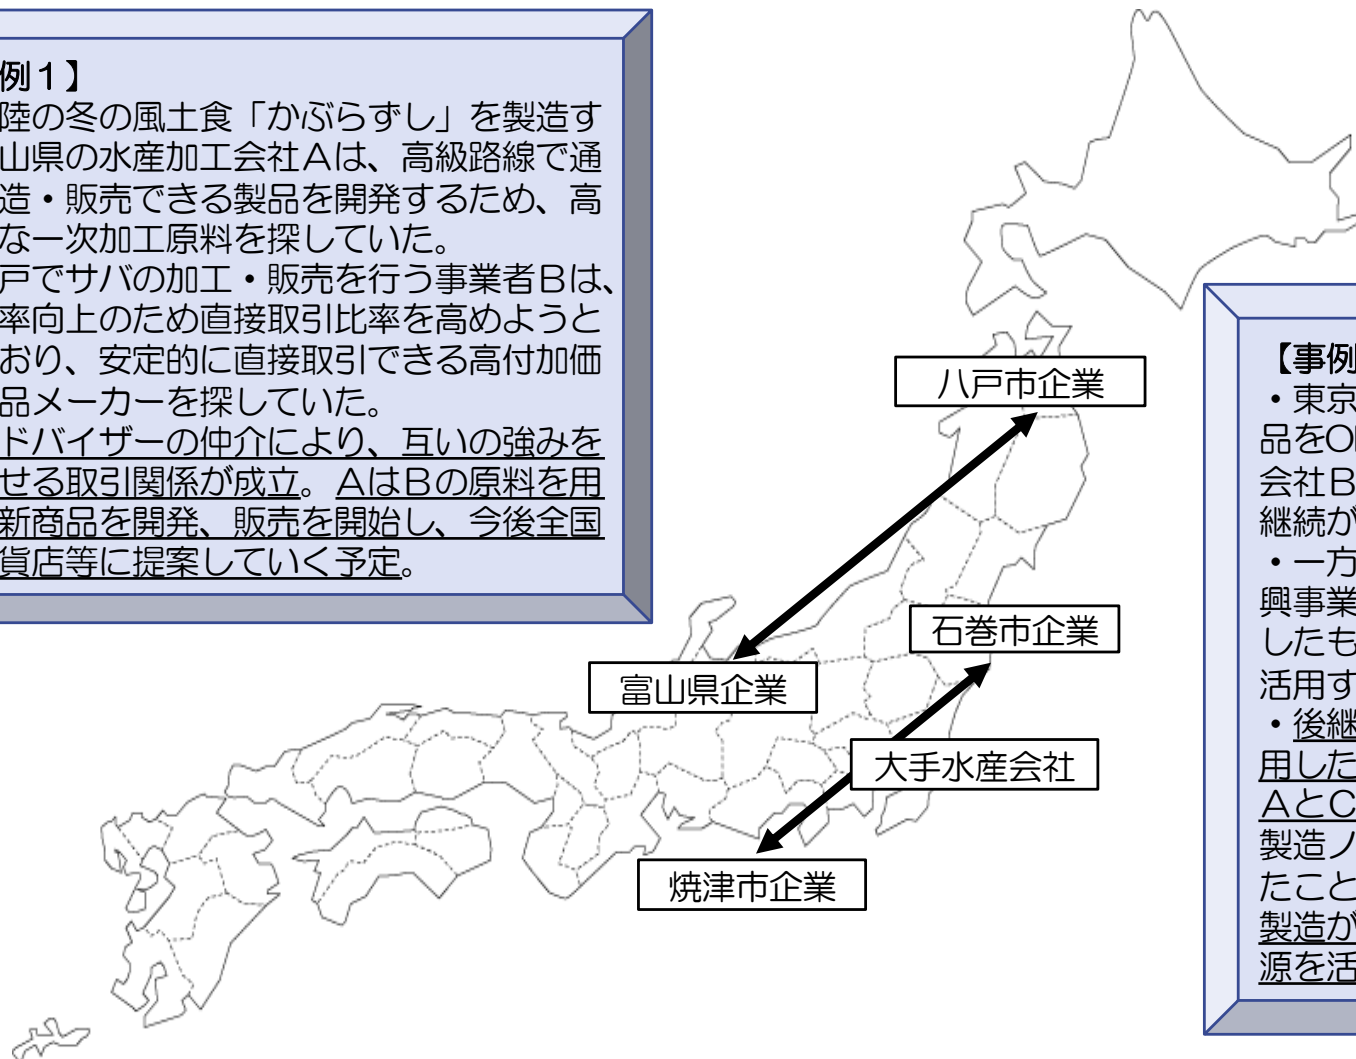 例１】
陸の冬の風土食「かぶらずし」を製造す
山県の水産加工会社Ａは、高級路線で通
造・販売できる製品を開発するため、高
な一次加工原料を探していた。
戸でサバの加工・販売を行う事業者Ｂは、
率向上のため直接取引比率を高めようと
おり、安定的に直接取引できる高付加価
品メーカーを探していた。
ドバイザーの仲介により、互いの強みを
せる取引関係が成立。ＡはＢの原料を用
新商品を開発、販売を開始し、今後全国
貨店等に提案していく予定。
八戸市企業
石巻市企業
富山県企業
大手水産会社
焼津市企業
【事例
・東京
品をOE
会社Ｂ
継続が
・一方
興事業
したも
活用す
・後継
用した
ＡとＣ
製造ノ
たこと
製造が
源を活